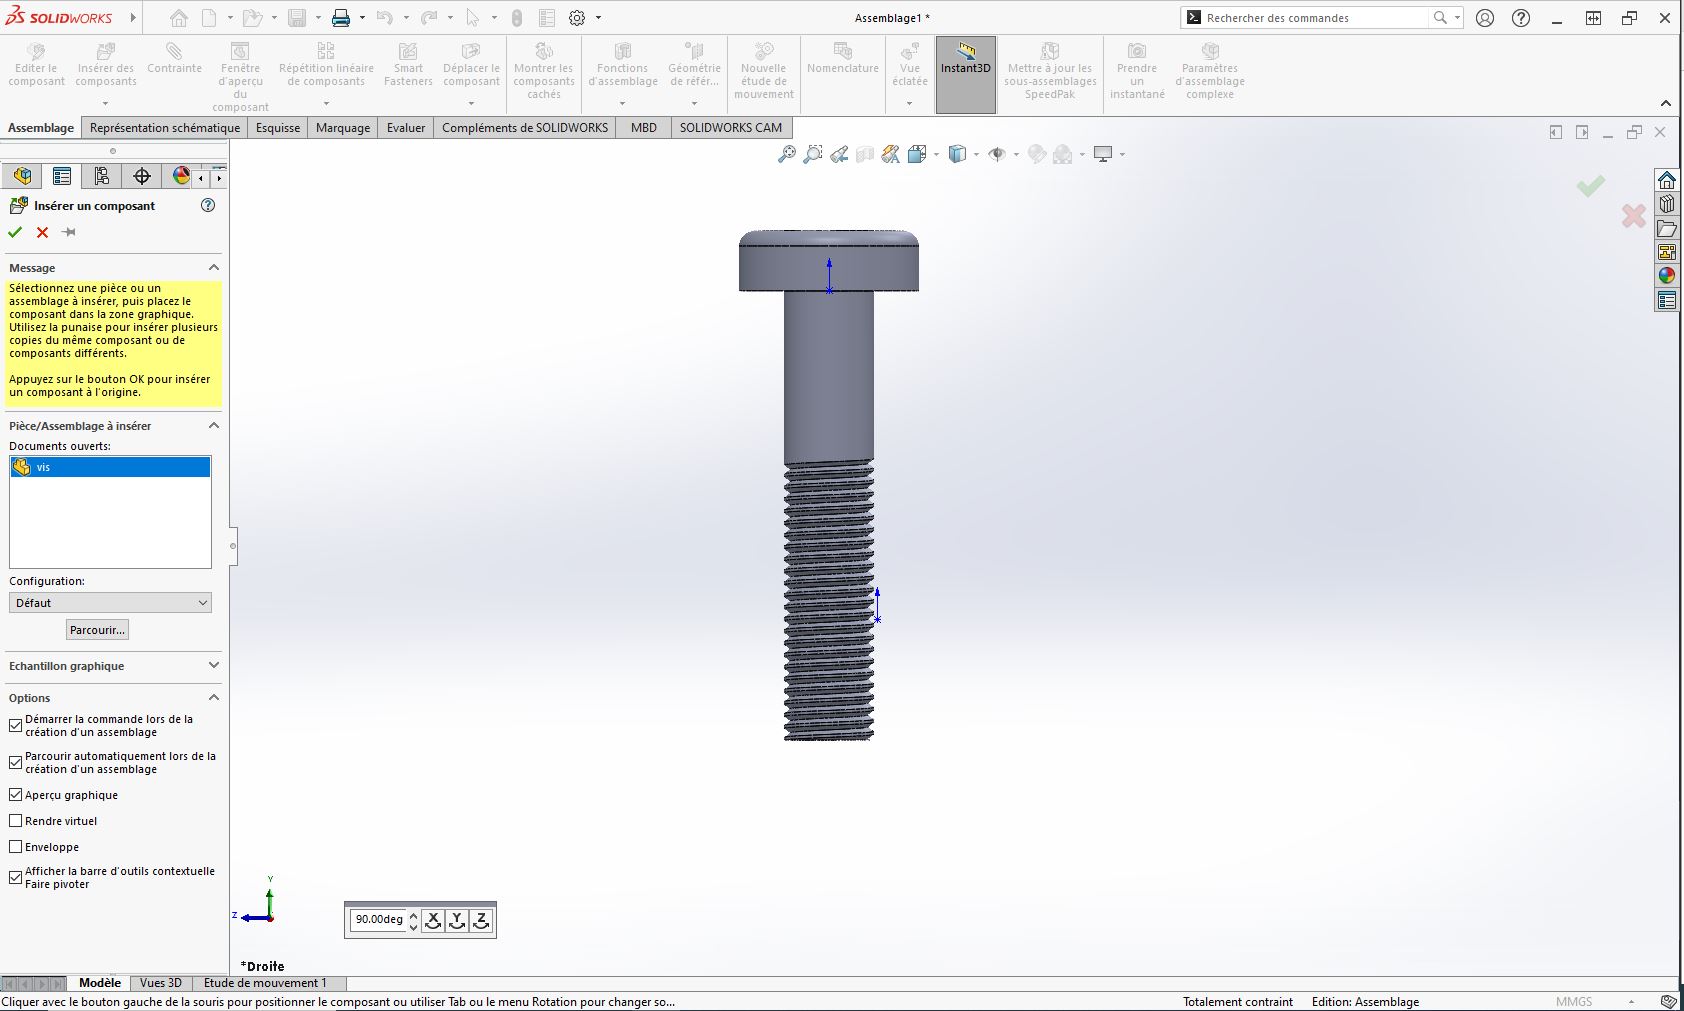 SOLIDWORKS
Assemblage1 *
Rechercher des commandes
Editer le
composant
Insérer des
composants
Contrainte
Fenêtre
d'aperçu
du
composant
Répétition linéaire
de composants
Smart
Fasteners
Déplacer le
composant
Montrer les
composants
cachés
Fonctions
d'assemblage
Géométrie
de référ...
Nouvelle
étude de
mouvement
Nomenclature
Vue
éclatée
Instant3D
Mettre à jour les
sous-assemblages
SpeedPak
Prendre
un
instantané
Paramètres
d'assemblage
complexe
Assemblage
Représentation schématique
Esquisse
Marquage
Evaluer
Compléments de SOLIDWORKS
MBD
SOLIDWORKS CAM
Insérer un composant
Message
Sélectionnez une pièce ou un
assemblage à insérer, puis placez le
composant dans la zone graphique.
Utilisez la punaise pour insérer plusieurs
copies du même composant ou de
composants différents.
Appuyez sur le bouton OK pour insérer
un composant à l'origine.
Pièce/Assemblage à insérer
Documents ouverts:
vis
Configuration:
Défaut
Parcourir...
Echantillon graphique
Options
Démarrer la commande lors de la
création d'un assemblage
Parcourir automatiquement lors de la
création d'un assemblage
Aperçu graphique
Rendre virtuel
Enveloppe
Afficher la barre d'outils contextuelle
Faire pivoter
Y
Z
90.00deg
X Y Z
*Droite
Modèle
Vues 3D
Etude de mouvement 1
Cliquer avec le bouton gauche de la souris pour positionner le composant ou utiliser Tab ou le menu Rotation pour changer so...
Totalement contraint
Edition: Assemblage
MMGS